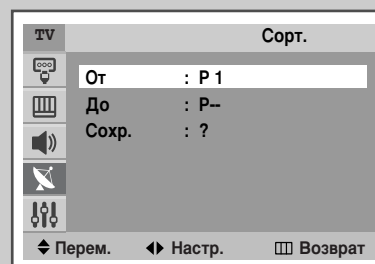 TV Сорт.
От : P 1
До : P--
Сохр. : ?
Перем. Настр. Возврат